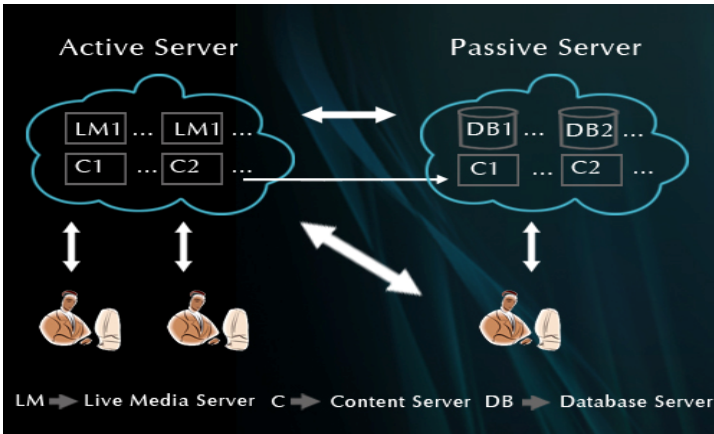 Active Server Passive Server
LM1 ... LM1 ... DB1 ... DB2 ...
C1 ... C2 ... C1 ... C2 ...
LM Live Media Server C Content Server DB Database Server